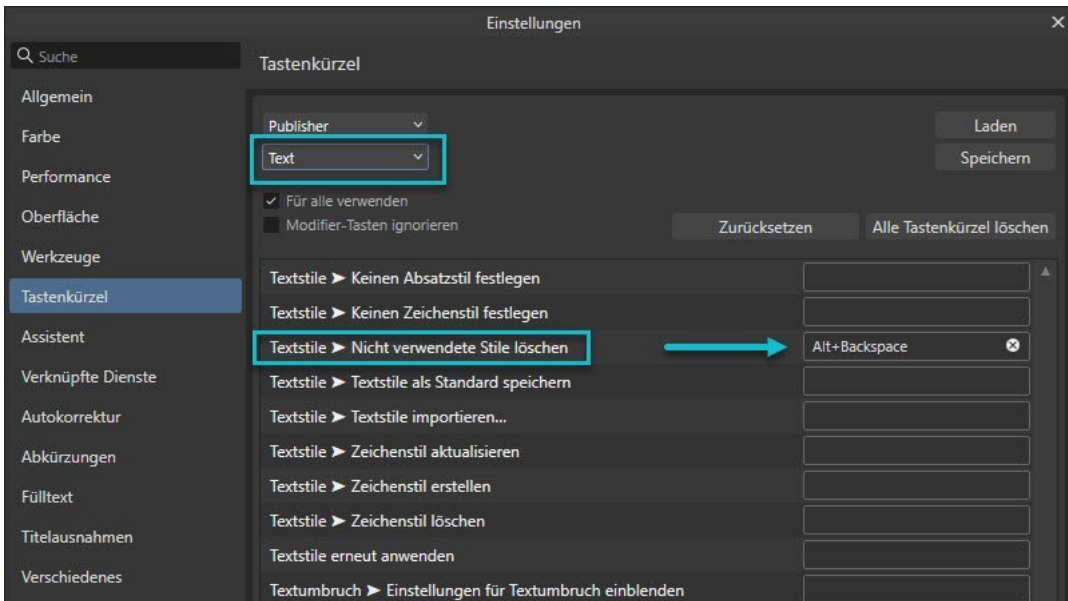 Einstellungen
Suche
Allgemein
Farbe
Performance
Oberfläche
Werkzeuge
Tastenkürzel
Assistent
Verknüpfte Dienste
Autokorrektur
Abkürzungen
Fülltext
Titelausnahmen
Verschiedenes
Tastenkürzel
Publisher
Laden
Text
Speichern
Für alle verwenden
Modifier-Tasten ignorieren
Zurücksetzen
Alle Tastenkürzel löschen
Textstile ➤ Keinen Absatzstil festlegen
Textstile ➤ Keinen Zeichenstil festlegen
Textstile ➤ Nicht verwendete Stile löschen
Alt+Backspace
Textstile ➤ Textstile als Standard speichern
Textstile ➤ Textstile importieren...
Textstile ➤ Zeichenstil aktualisieren
Textstile ➤ Zeichenstil erstellen
Textstile ➤ Zeichenstil löschen
Textstile erneut anwenden
Textumbruch ➤ Einstellungen für Textumbruch einblenden